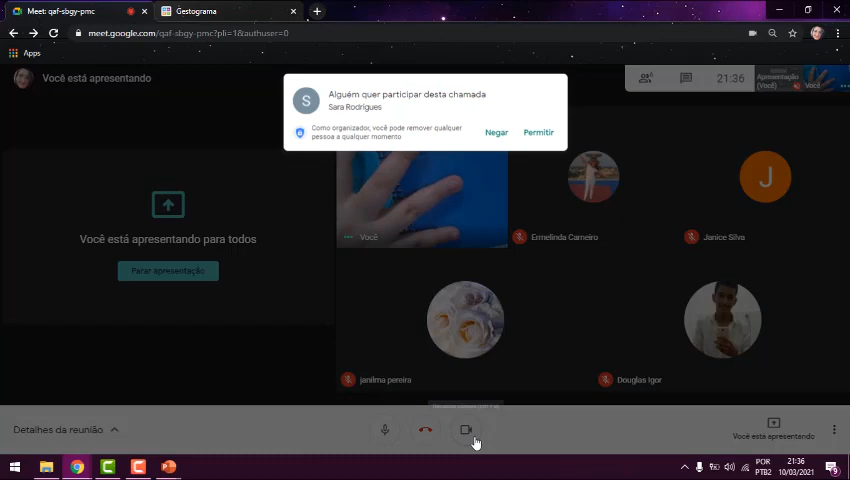 Meet: qaf-sbgy-pmc
Gestograma
meet.google.com/qaf-sbgy-pmc?pli=1&authuser=0
Apps
Você está apresentando
21:36
Apresentação
(Você)
Você
S
Alguém quer participar desta chamada
Sara Rodrigues
Como organizador, você pode remover qualquer
pessoa a qualquer momento
Negar
Permitir
Você está apresentando para todos
Parar apresentação
Você
Ermelinda Carneiro
J
Janice Silva
janilma pereira
Douglas Igor
Detalhes da reunião
Você está apresentando
POR
PTB2
21:36
10/03/2021
9